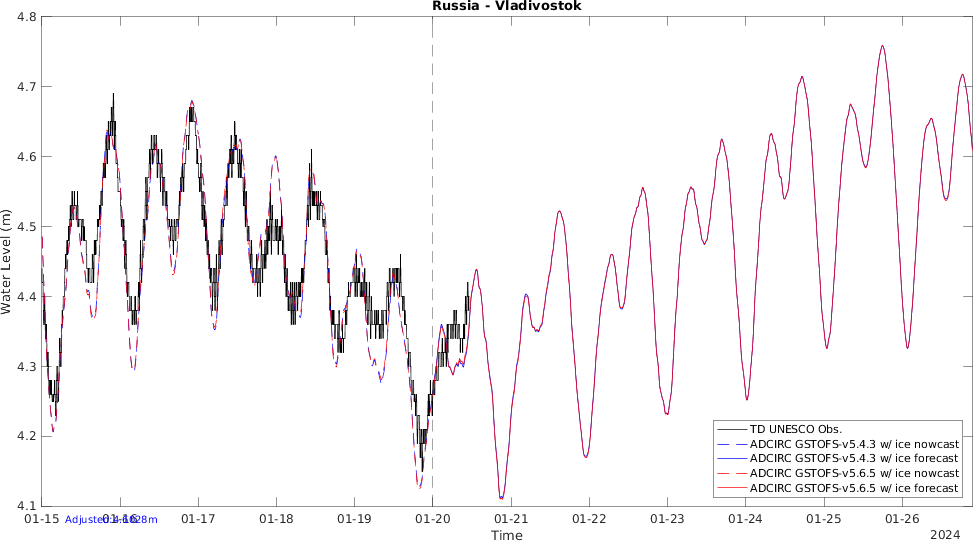 Russia - Vladivostok
4.8
4.7
4.6
4.5
4.4
4.3
4.2
4.1
Water Level (m)
TD UNESCO Obs.
ADCIRC GSTOFS-v5.4.3 w/ ice nowcast
ADCIRC GSTOFS-v5.4.3 w/ ice forecast
ADCIRC GSTOFS-v5.6.5 w/ ice nowcast
ADCIRC GSTOFS-v5.6.5 w/ ice forecast
01-15 01-16 01-17 01-18 01-19 01-20 01-21 01-22 01-23 01-24 01-25 01-26
Time
2024